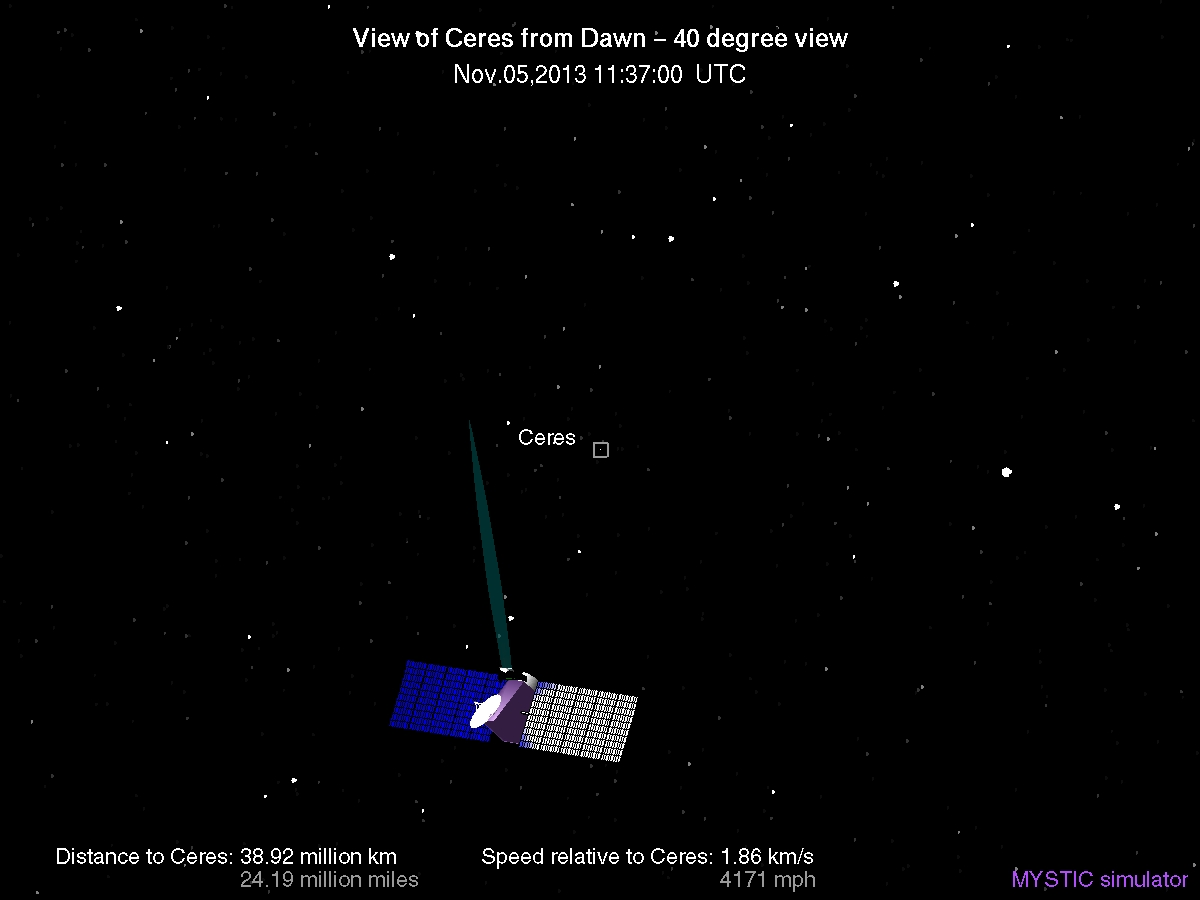 View of Ceres from Dawn – 40 degree view
Nov.05,2013 11:37:00 UTC
Ceres
Distance to Ceres: 38.92 million km
24.19 million miles
Speed relative to Ceres: 1.86 km/s
4171 mph
MYSTIC simulator